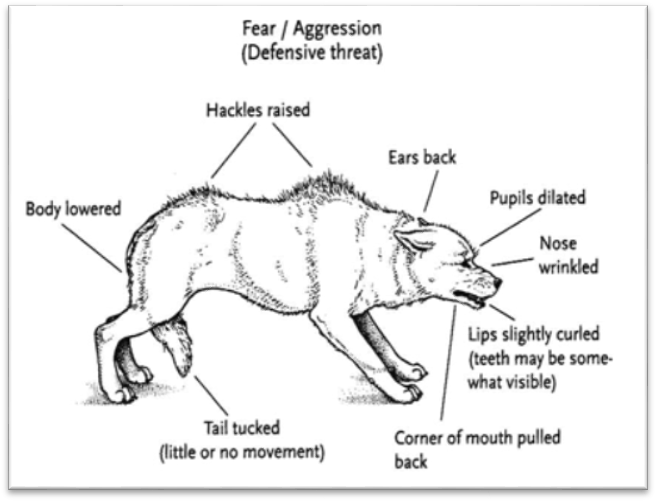 Fear / Aggression
(Defensive threat)
Hackles raised
Ears back
Body lowered
Pupils dilated
Nose
wrinkled
Lips slightly curled
(teeth may be some-
what visible)
Tail tucked
(little or no movement)
Corner of mouth pulled
back